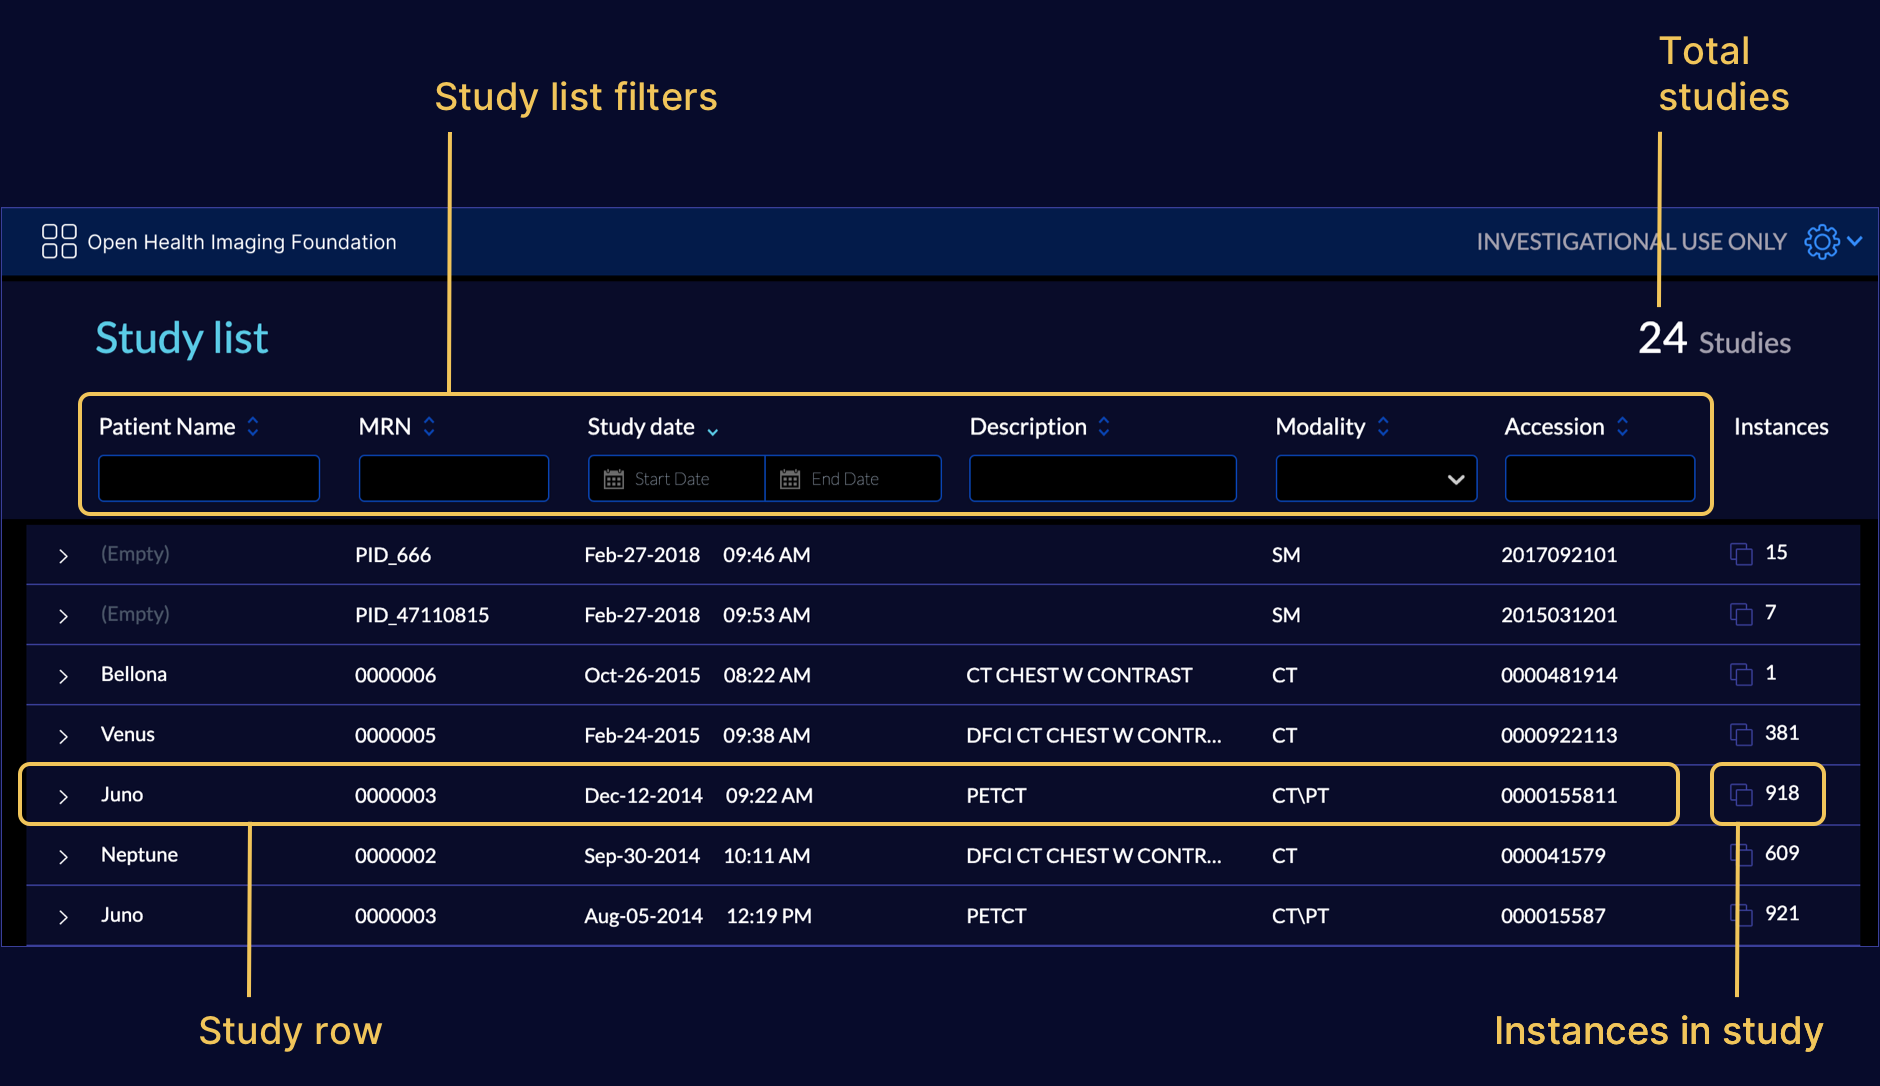 Total
studies
Study list filters
Open Health Imaging Foundation
INVESTIGATIONAL USE ONLY
Study list
24 Studies
Patient Name MRN Study date Description Modality Accession Instances
Start Date End Date
(Empty) PID_666 Feb-27-2018 09:46 AM SM 2017092101 15
(Empty) PID_47110815 Feb-27-2018 09:53 AM SM 2015031201 7
Bellona 0000006 Oct-26-2015 08:22 AM CT CHEST W CONTRAST CT 0000481914 1
Venus 0000005 Feb-24-2015 09:38 AM DFCI CT CHEST W CONTR... CT 0000922113 381
Juno 0000003 Dec-12-2014 09:22 AM PETCT CT\PT 0000155811 918
Neptune 0000002 Sep-30-2014 10:11 AM DFCI CT CHEST W CONTR... CT 000041579 609
Juno 0000003 Aug-05-2014 12:19 PM PETCT CT\PT 000015587 921
Study row
Instances in study